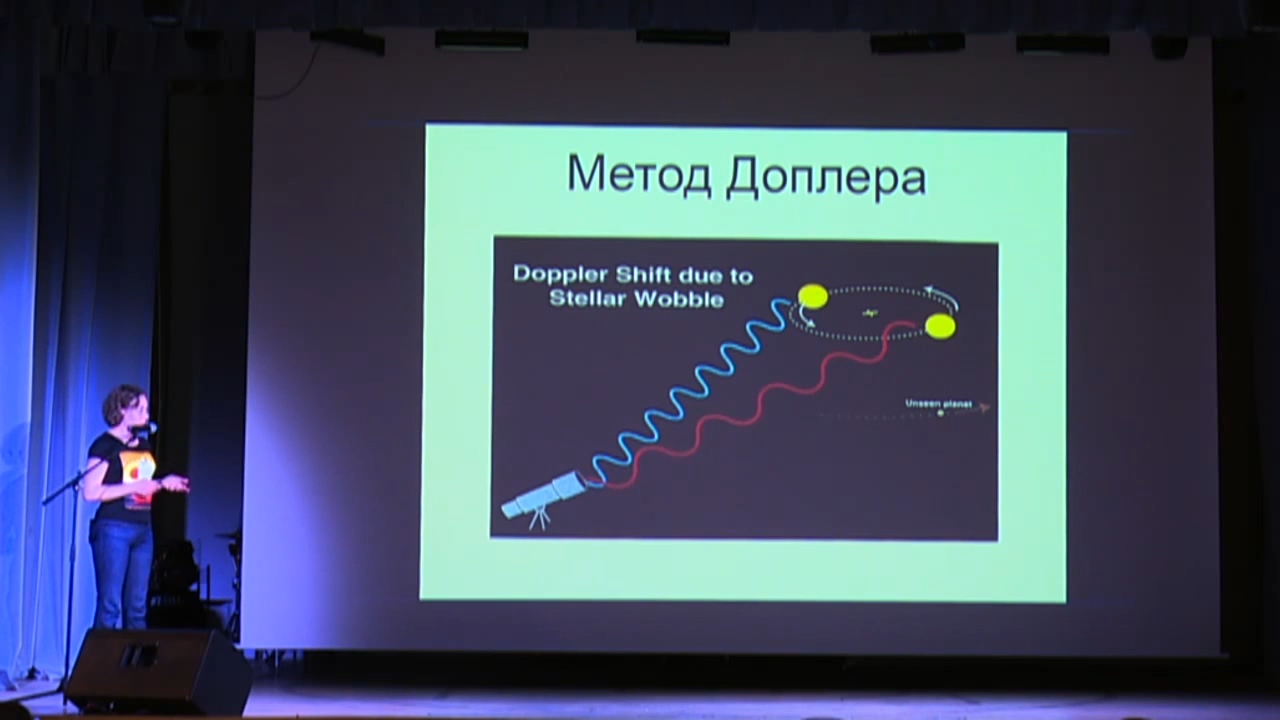 Метод Доплера
Doppler Shift due to
Stellar Wobble
Unseen planet